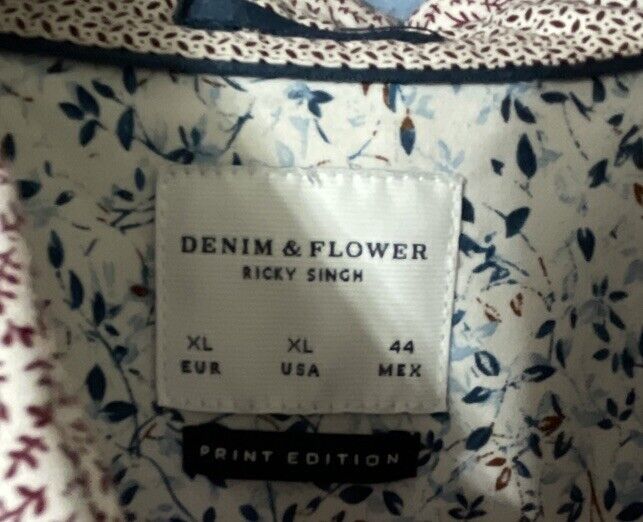 DENIM & FLOWER
RICKY SINGH
XL XL 44
EUR USA MEX
PRINT EDITION